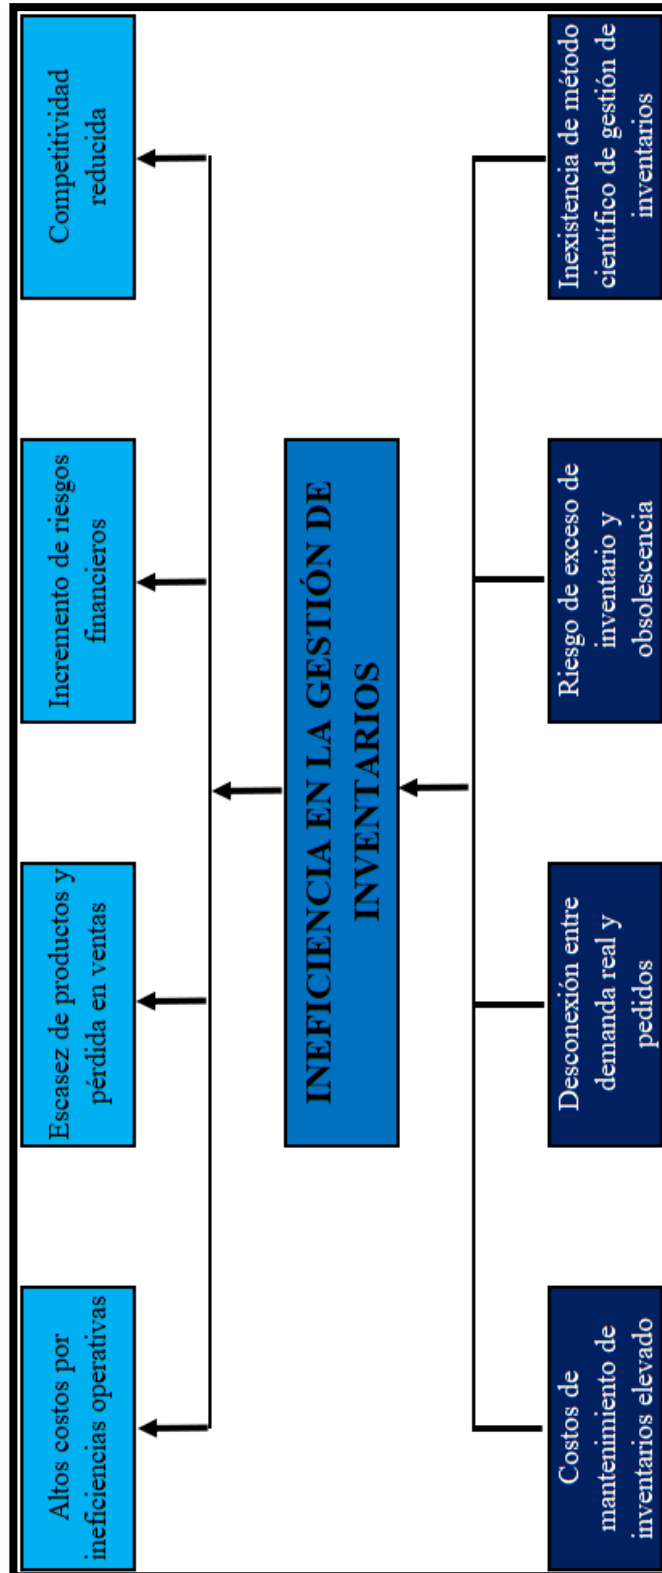 Altos costos por
ineficiencias operativas
Escasez de productos y
pérdida en ventas
Incremento de riesgos
financieros
Competitividad
reducida
INEFICIENCIA EN LA GESTIÓN DE
INVENTARIOS
Costos de
mantenimiento de
inventarios elevado
Desconexión entre
demanda real y
pedidos
Riesgo de exceso de
inventario y
obsolescencia
Inexistencia de método
científico de gestión de
inventarios